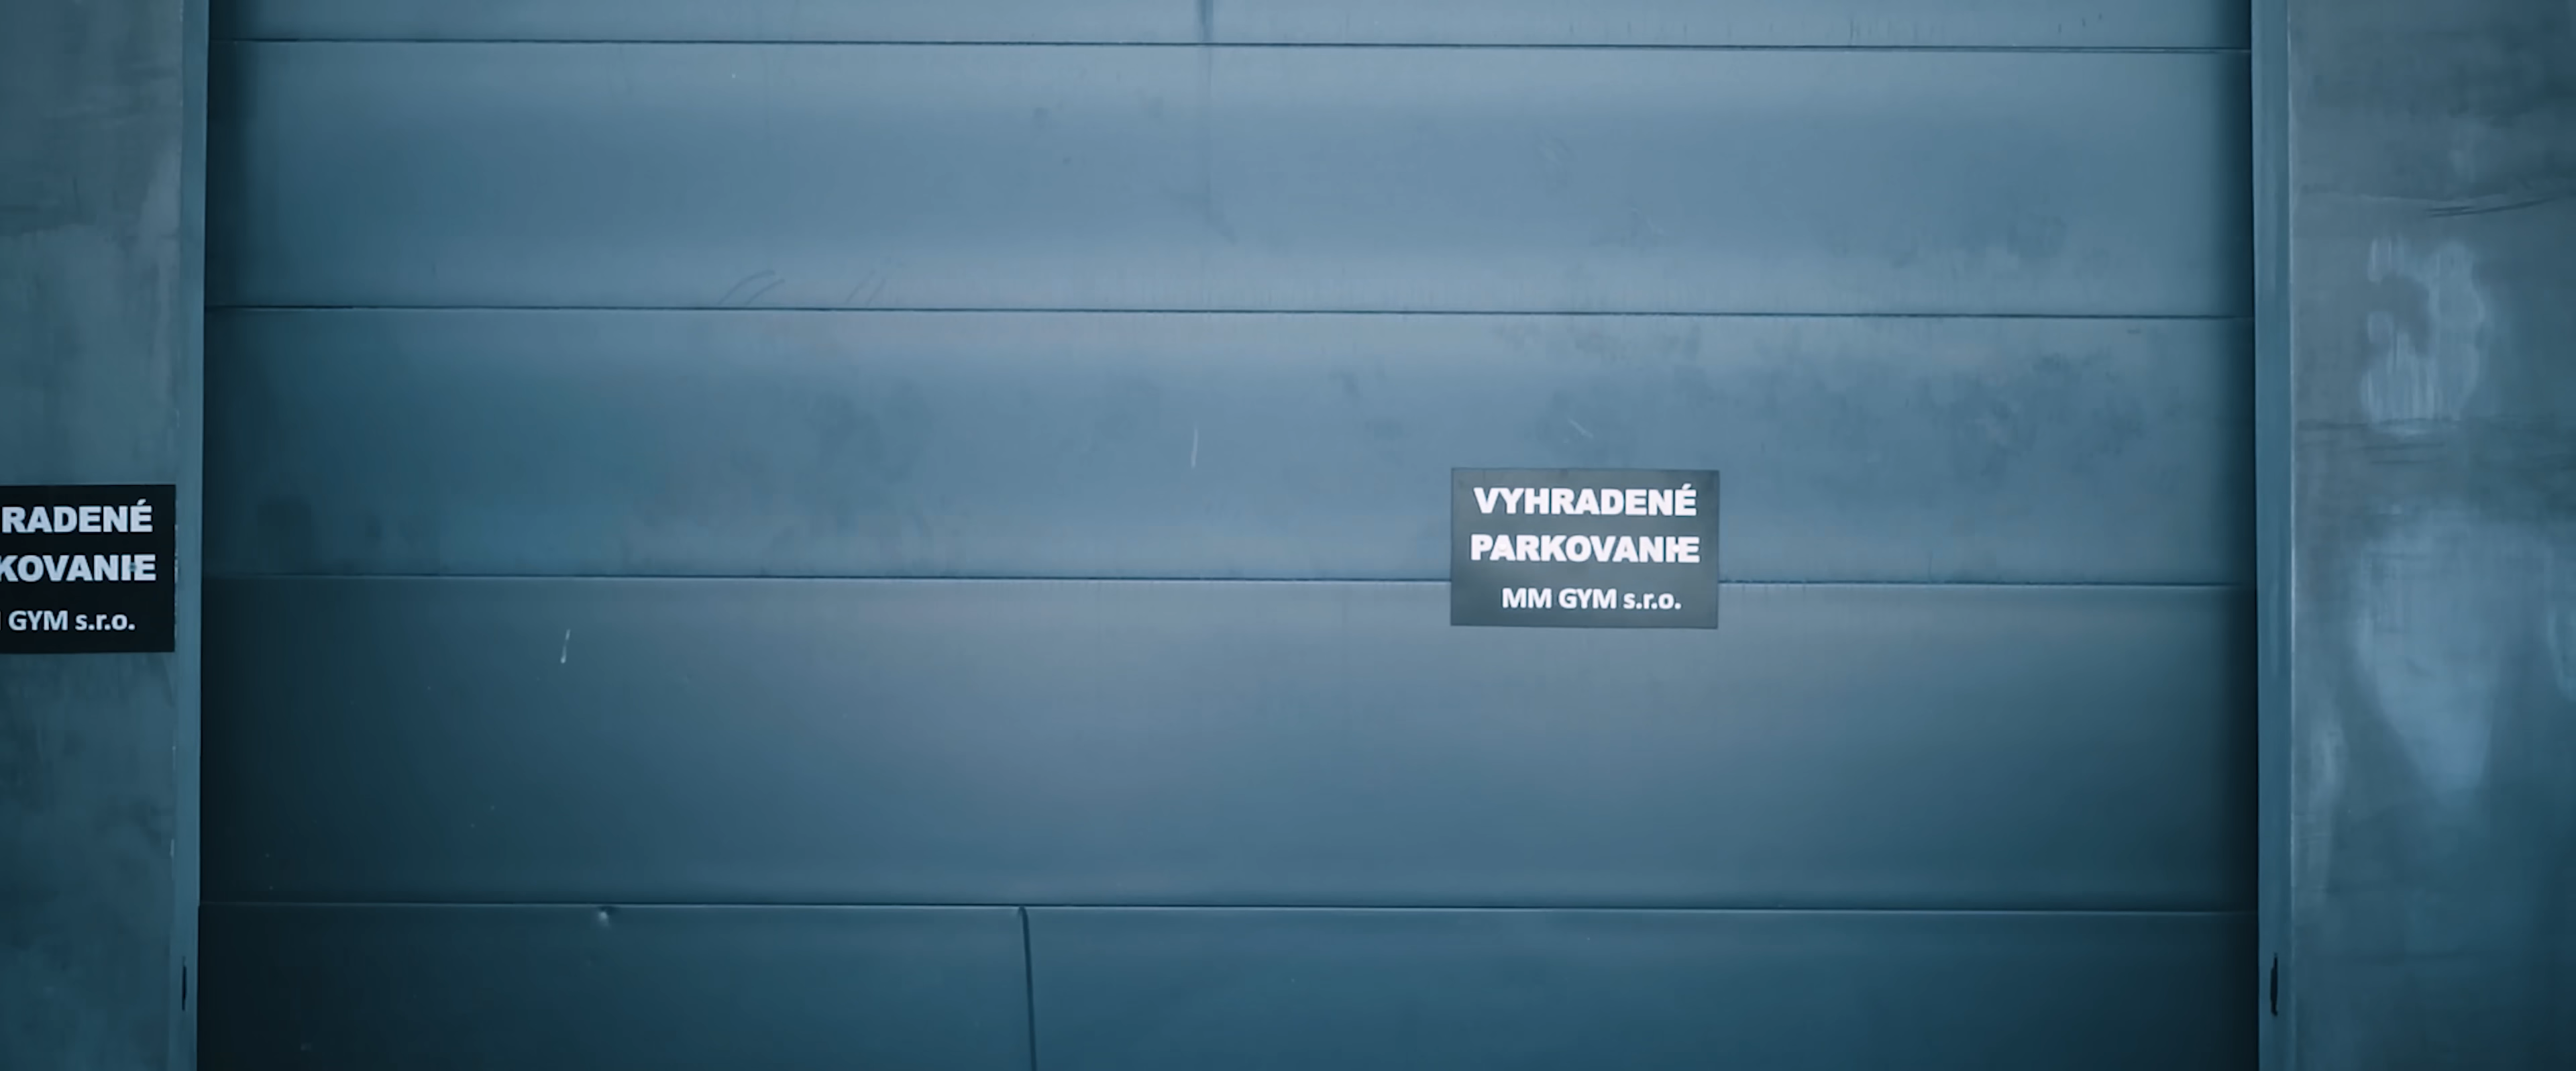 RADENÉ
KOVANIE
GYM s.r.o.
VYHRADENÉ
PARKOVANIE
MM GYM s.r.o.